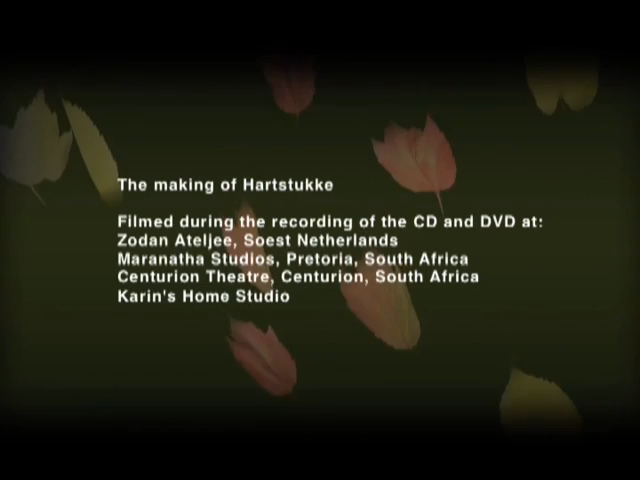 The making of Hartstukke
Filmed during the recording of the CD and DVD at:
Zodan Ateljee, Soest Netherlands
Maranatha Studios, Pretoria, South Africa
Centurion Theatre, Centurion, South Africa
Karin's Home Studio